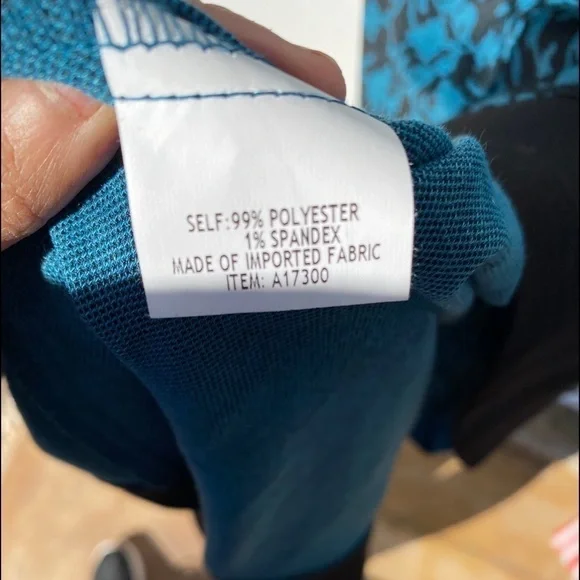 SELF:99% POLYESTER
1% SPANDEX
MADE OF IMPORTED FABRIC
ITEM: A17300